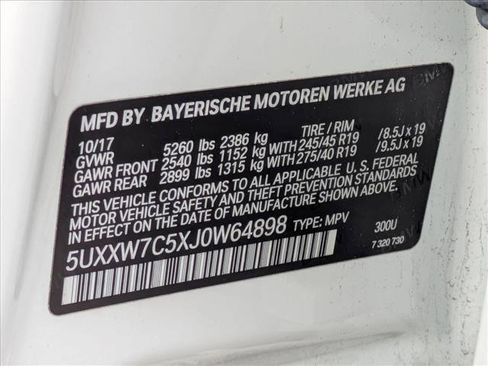 MFD BY BAYERISCHE MOTOREN WERKE AG
10/17 TIRE / RIM
GVWR 5260 lbs 2386 kg
GAWR FRONT 2540 lbs 1152 kg WITH 245/45 R19 /8.5J x 19
GAWR REAR 2899 lbs 1315 kg WITH 275/40 R19 /9.5J x 19
THIS VEHICLE CONFORMS TO ALL APPLICABLE U.S. FEDERAL
MOTOR VEHICLE SAFETY AND THEFT PREVENTION STANDARDS
IN EFFECT ON THE DATE OF MANUFACTURE SHOWN ABOVE.
5UXXW7C5XJ0W64898 TYPE: MPV 300U
7 320 730